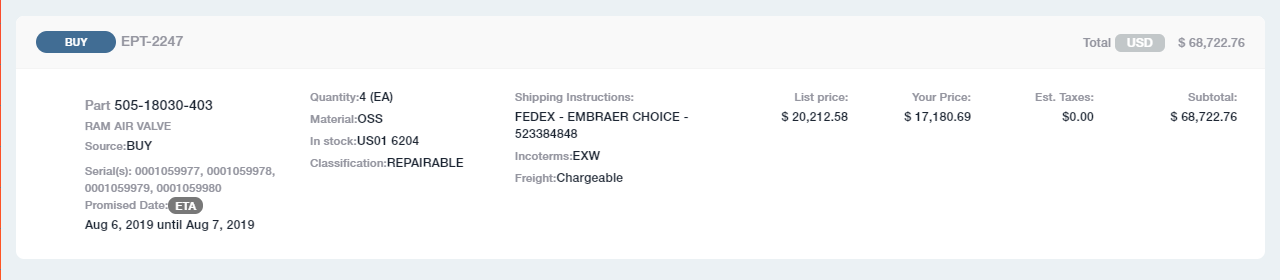 BUY EPT-2247
Total USD $ 68,722.76
Part 505-18030-403
RAM AIR VALVE
Source:BUY
Serial(s): 0001059977, 0001059978,
0001059979, 0001059980
Promised Date: ETA
Aug 6, 2019 until Aug 7, 2019
Quantity:4 (EA)
Material:OSS
In stock:US01 6204
Classification:REPAIRABLE
Shipping Instructions:
FEDEX - EMBRAER CHOICE -
523384848
Incoterms:EXW
Freight:Chargeable
List price:
$ 20,212.58
Your Price:
$ 17,180.69
Est. Taxes:
$0.00
Subtotal:
$ 68,722.76